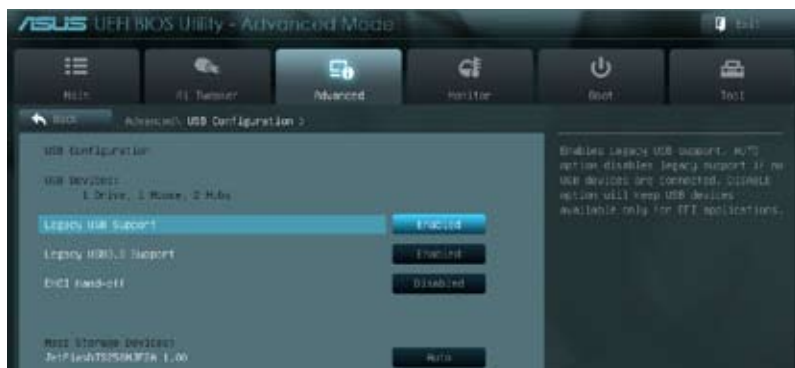 ASUS UEFI BIOS Utility - Advanced Mode
Exit
Main
Ai Tweaker
Advanced
Monitor
Boot
Tool
Back
Advanced\ USB Configuration >
USB Configuration
USB Devices:
1 Drive, 1 Mouse, 2 Hubs
Legacy USB Support
Enabled
Legacy USB3.0 Support
Enabled
EHCI Hand-off
Disabled
Mass Storage Devices:
Auto
Enables Legacy USB support. AUTO
option disables legacy support if no
USB devices are connected. DISABLE
option will keep USB devices
available only for EFI applications.